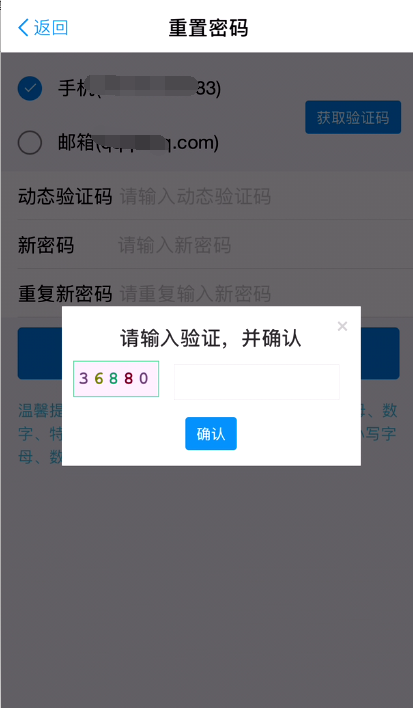 返回
重置密码
手机(33)
获取验证码
邮箱(q.com)
动态验证码 请输入动态验证码
新密码 请输入新密码
重复新密码 请重复输入新密码
请输入验证，并确认
×
36880
确认
温馨提
母、数
字、特
小写字
母、数